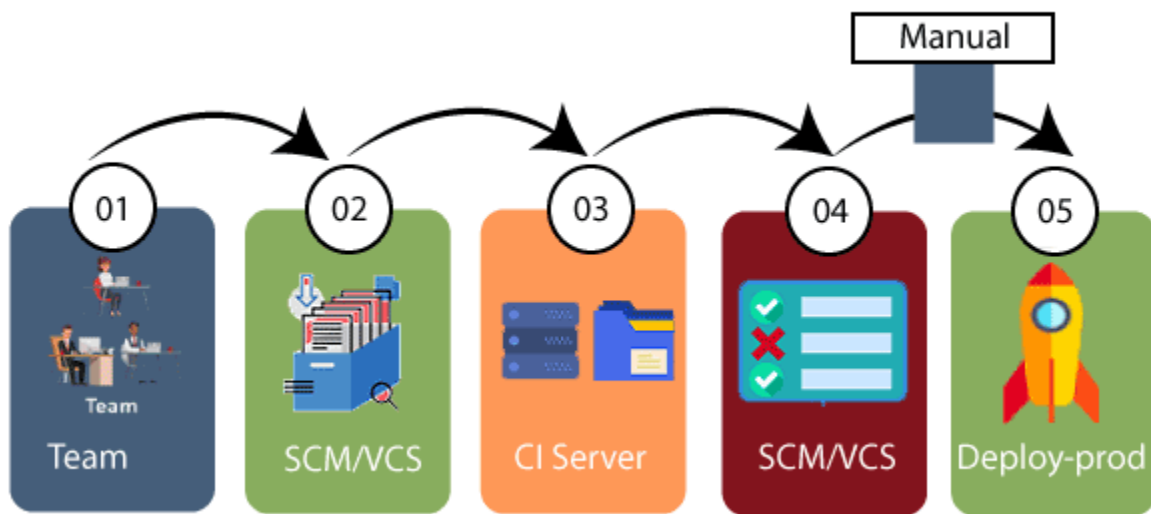 Manual
01
02
03
04
05
Team
Team
SCM/VCS
CI Server
SCM/VCS
Deploy-prod